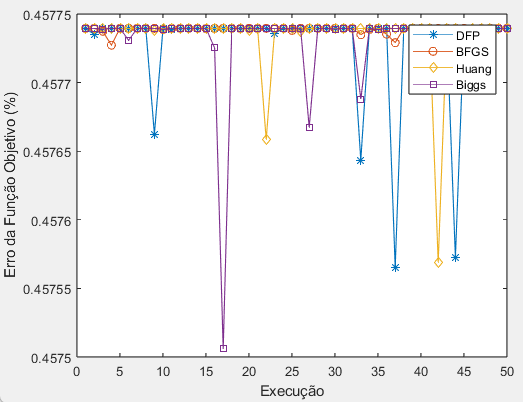 0.45775
0.4577
0.45765
0.4576
0.45755
0.4575
Erro da Função Objetivo (%)
DFP
BFGS
Huang
Biggs
0 5 10 15 20 25 30 35 40 45 50
Execução